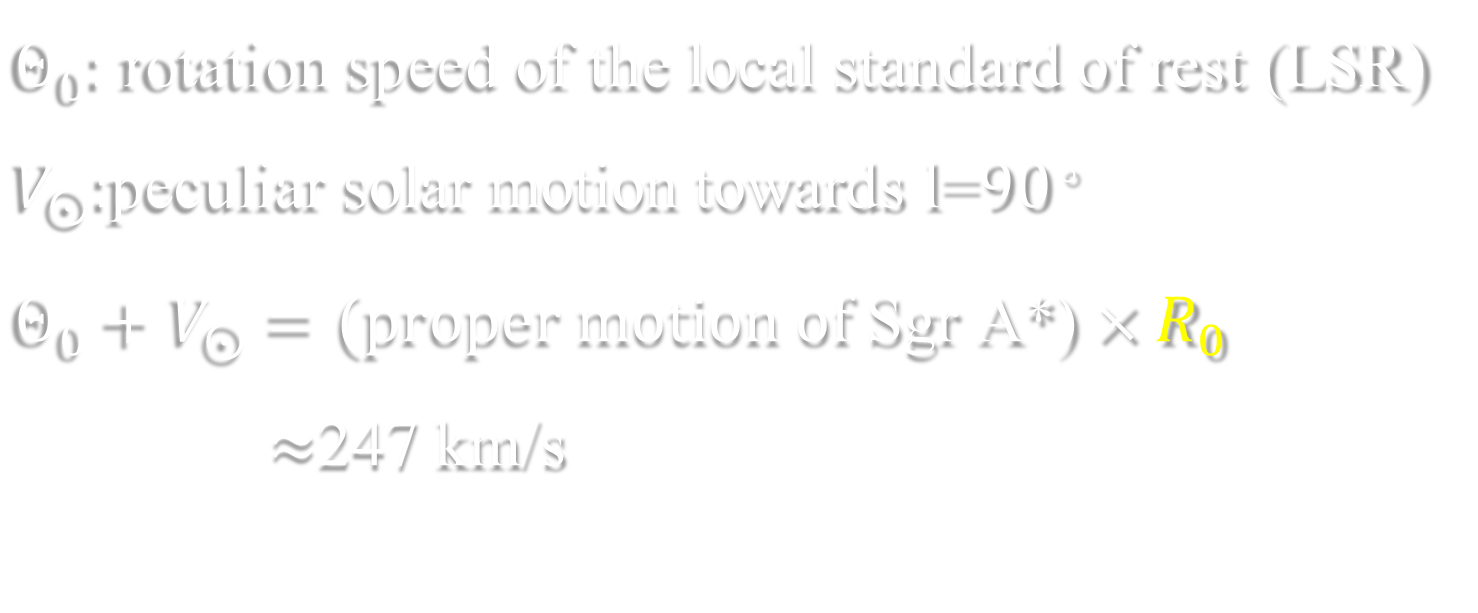 Θ₀: rotation speed of the local standard of rest (LSR)
V⊙:peculiar solar motion towards l=90°
Θ₀ + V⊙ = (proper motion of Sgr A*) × R₀
≈247 km/s